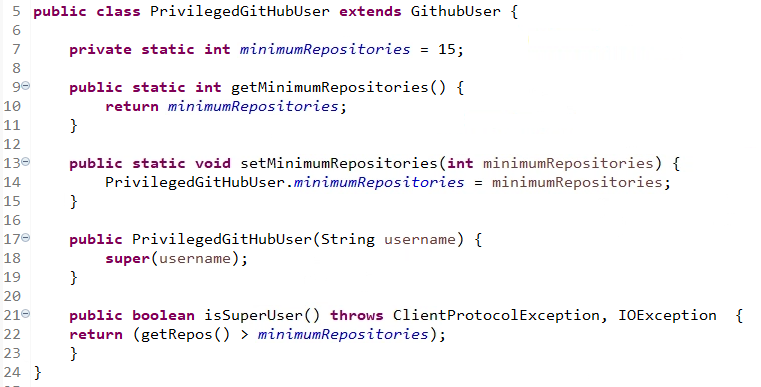 5 public class PrivilegedGitHubUser extends GithubUser {
6
7     private static int minimumRepositories = 15;
8
9     public static int getMinimumRepositories() {
10         return minimumRepositories;
11     }
12
13     public static void setMinimumRepositories(int minimumRepositories) {
14         PrivilegedGitHubUser.minimumRepositories = minimumRepositories;
15     }
16
17     public PrivilegedGitHubUser(String username) {
18         super(username);
19     }
20
21     public boolean isSuperUser() throws ClientProtocolException, IOException  {
22     return (getRepos() > minimumRepositories);
23     }
24 }